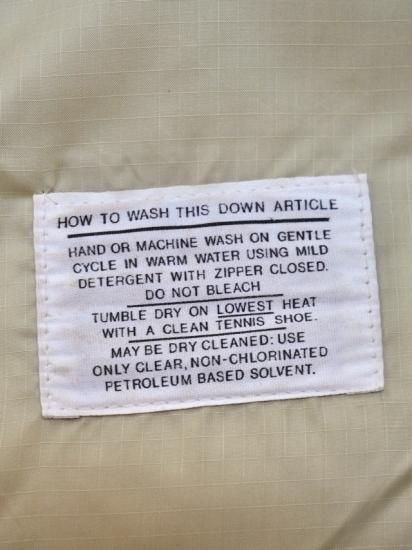 HOW TO WASH THIS DOWN ARTICLE
HAND OR MACHINE WASH ON GENTLE
CYCLE IN WARM WATER USING MILD
DETERGENT WITH ZIPPER CLOSED.
DO NOT BLEACH
TUMBLE DRY ON LOWEST HEAT
WITH A CLEAN TENNIS SHOE.
MAY BE DRY CLEANED: USE
ONLY CLEAR, NON-CHLORINATED
PETROLEUM BASED SOLVENT.